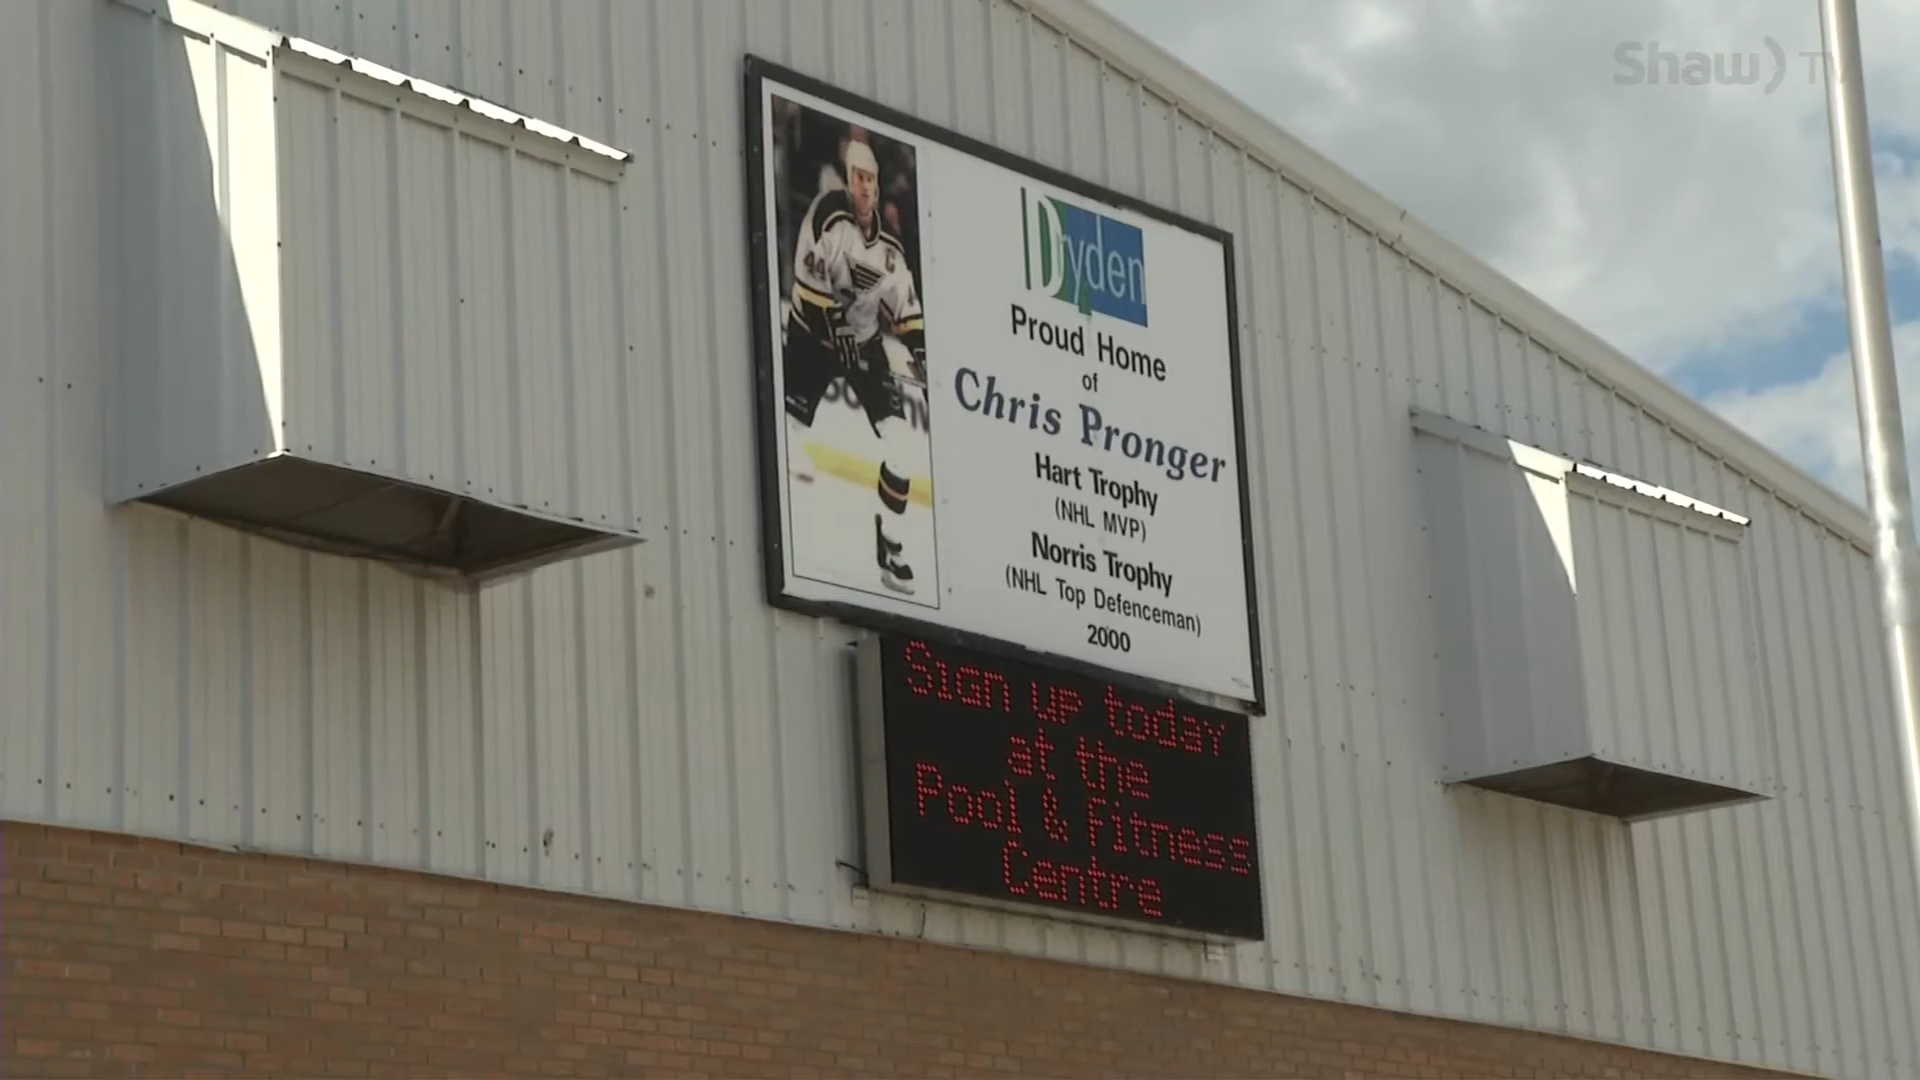 Shaw) TV
Dryden
Proud Home
of
Chris Pronger
Hart Trophy
(NHL MVP)
Norris Trophy
(NHL Top Defenceman)
2000
44
C
Sign up today
at the
Pool & Fitness
Centre